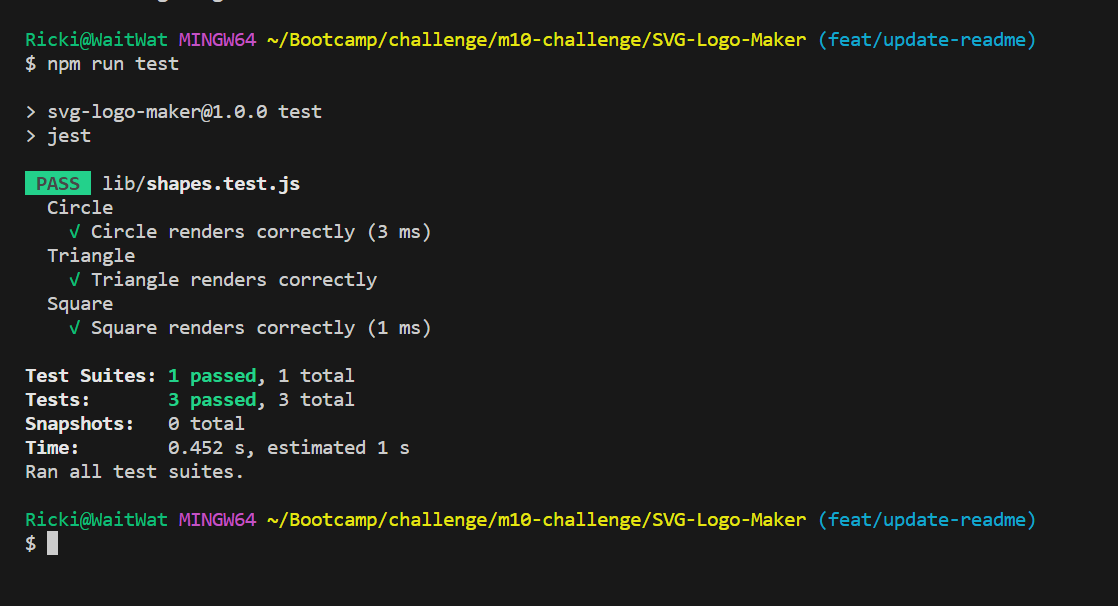 Ricki@WaitWat MINGW64 ~/Bootcamp/challenge/m10-challenge/SVG-Logo-Maker (feat/update-readme)
$ npm run test
> svg-logo-maker@1.0.0 test
> jest
PASS lib/shapes.test.js
Circle
√ Circle renders correctly (3 ms)
Triangle
√ Triangle renders correctly
Square
√ Square renders correctly (1 ms)
Test Suites: 1 passed, 1 total
Tests: 3 passed, 3 total
Snapshots: 0 total
Time: 0.452 s, estimated 1 s
Ran all test suites.
Ricki@WaitWat MINGW64 ~/Bootcamp/challenge/m10-challenge/SVG-Logo-Maker (feat/update-readme)
$